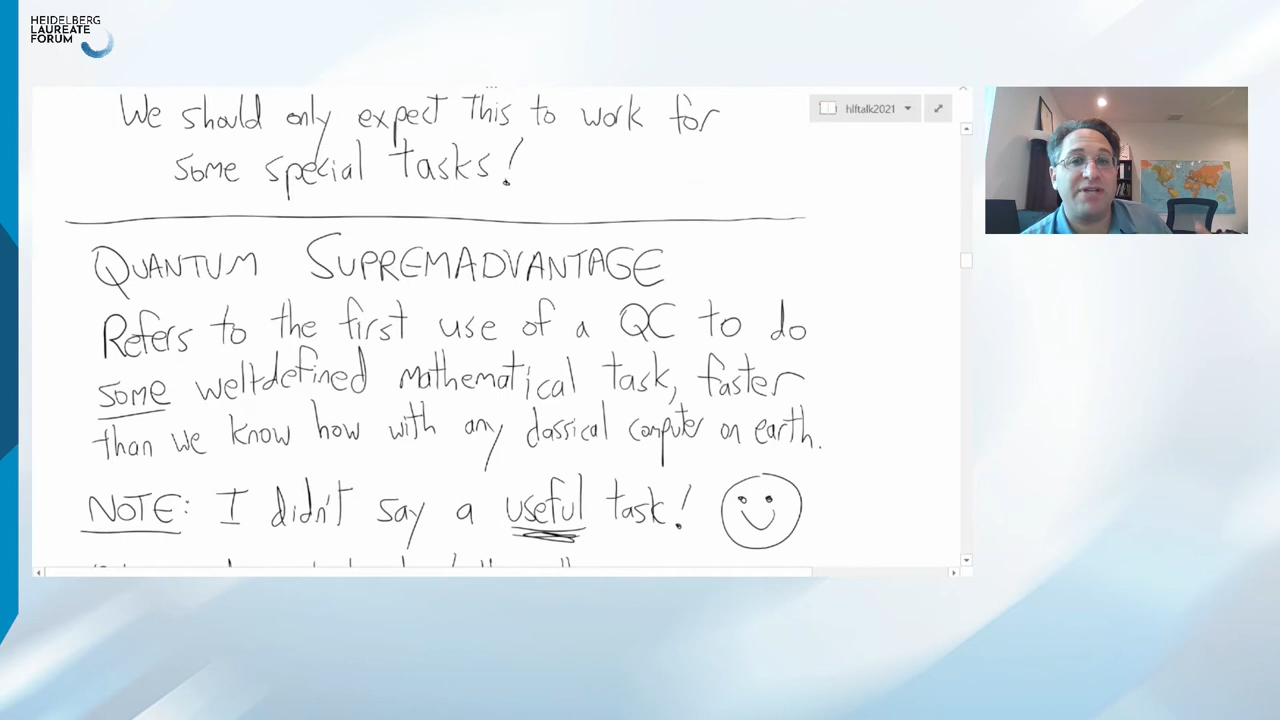 HEIDELBERG
LAUREATE
FORUM
hlftalk2021
We should only expect this to work for
some special tasks!
QUANTUM SUPREMADVANTAGE
Refers to the first use of a QC to do
some well-defined mathematical task, faster
than we know how with any classical computer on earth.
NOTE: I didn't say a useful task!